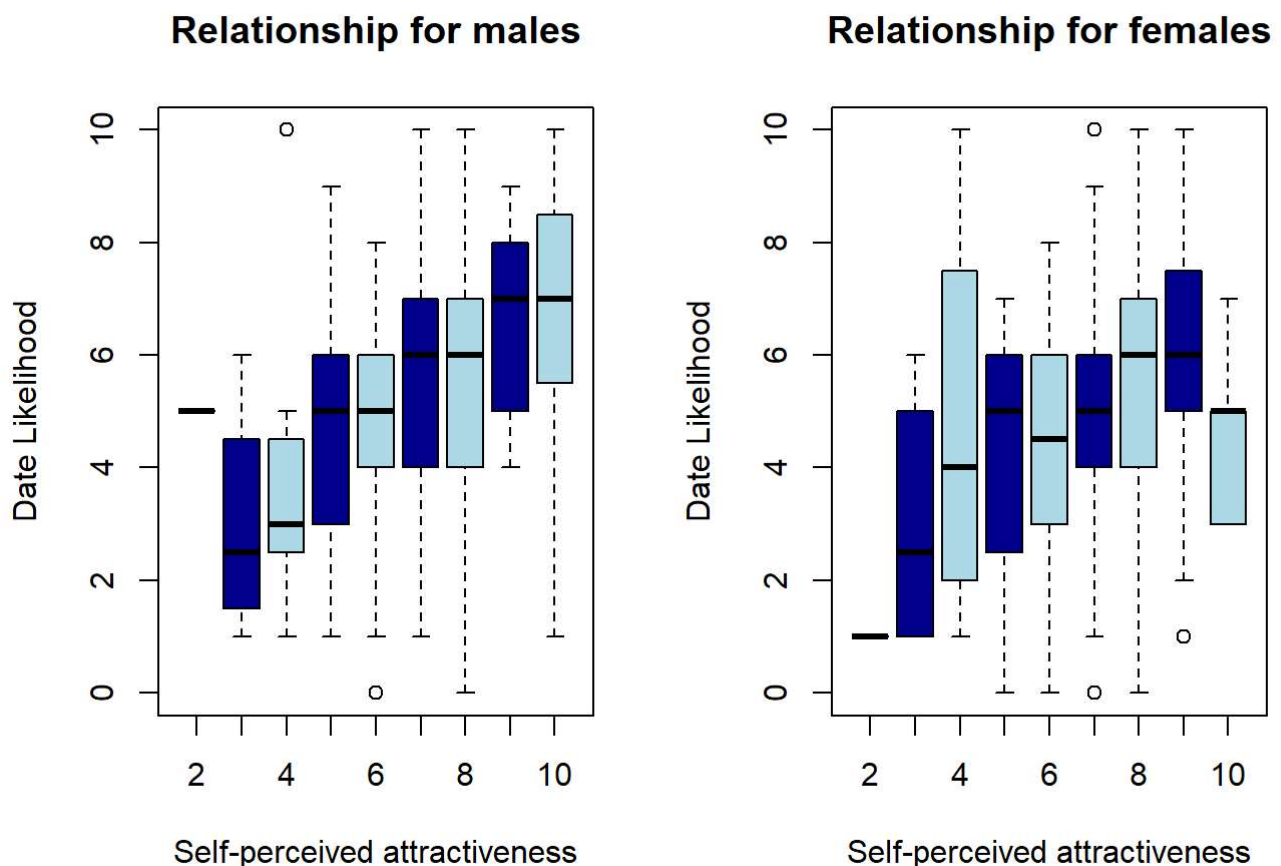 Relationship for males
Date Likelihood
10
8
6
4
2
0
2 4 6 8 10
Self-perceived attractiveness
Relationship for females
Date Likelihood
10
8
6
4
2
0
2 4 6 8 10
Self-perceived attractiveness